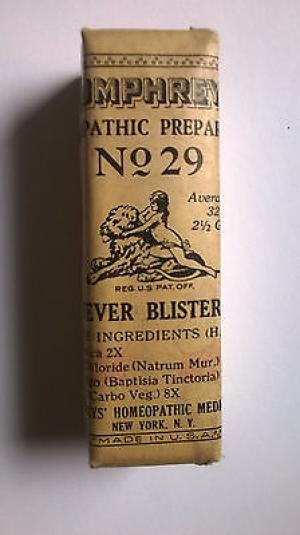 UMPHREY
PATHIC PREPAR
No 29
Avera
32
2½ G
REG. U.S. PAT. OFF.
EVER BLISTER
INGREDIENTS (H.
ca 2X
loride (Natrum Mur.)
o (Baptisia Tinctoria)
Carbo Veg.) 8X
YS' HOMEOPATHIC MED
NEW YORK, N. Y.
MADE IN U.S.A.